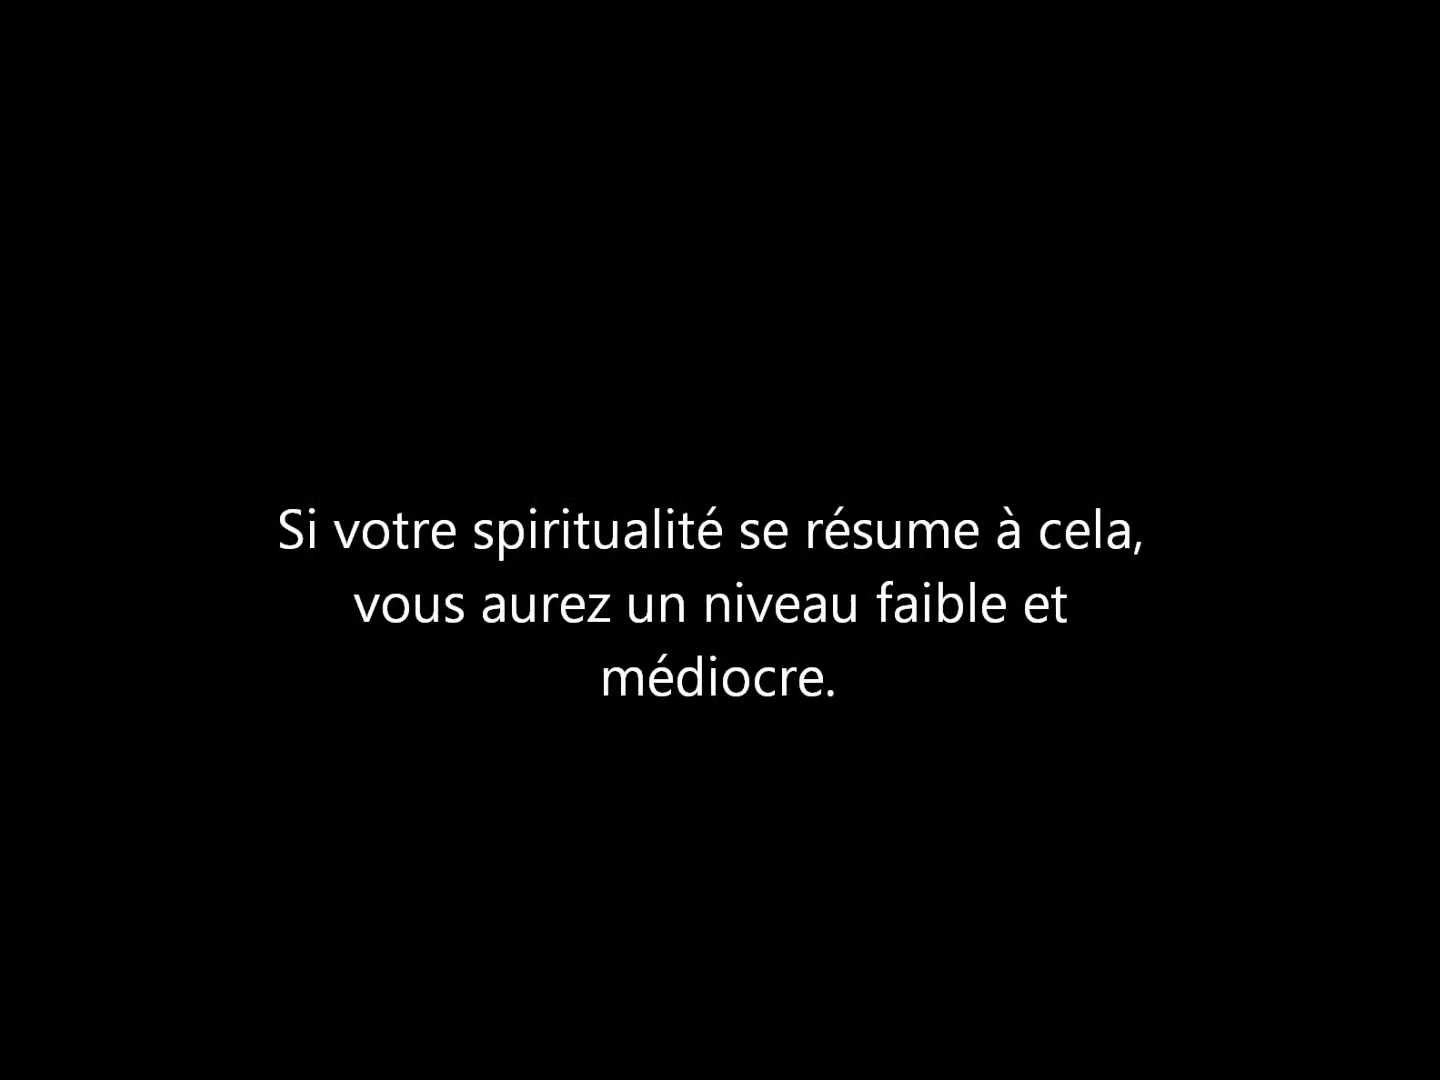 Si votre spiritualité se résume à cela,
vous aurez un niveau faible et
médiocre.